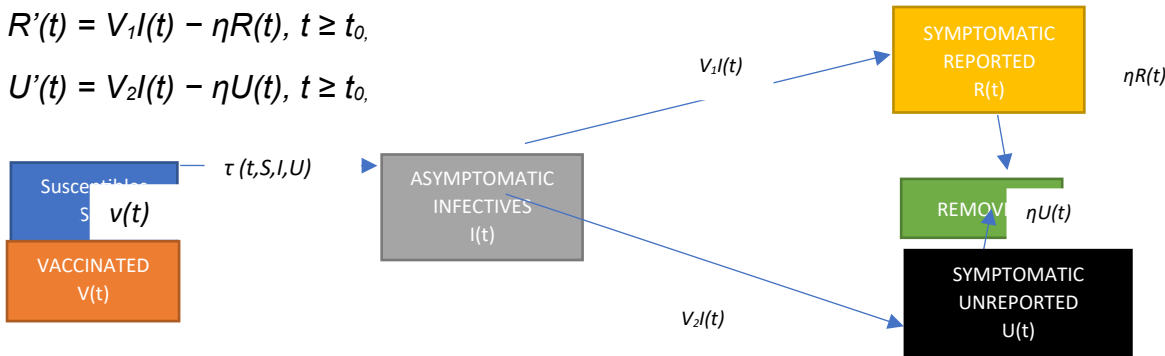 R’(t) = V₁I(t) − ηR(t), t ≥ t₀,
U’(t) = V₂I(t) − ηU(t), t ≥ t₀,
SYMPTOMATIC
REPORTED
R(t)
V₁I(t)
ηR(t)
τ (t,S,I,U)
S
v(t)
ASYMPTOMATIC
INFECTIVES
I(t)
ηU(t)
VACCINATED
V(t)
SYMPTOMATIC
UNREPORTED
U(t)
V₂I(t)